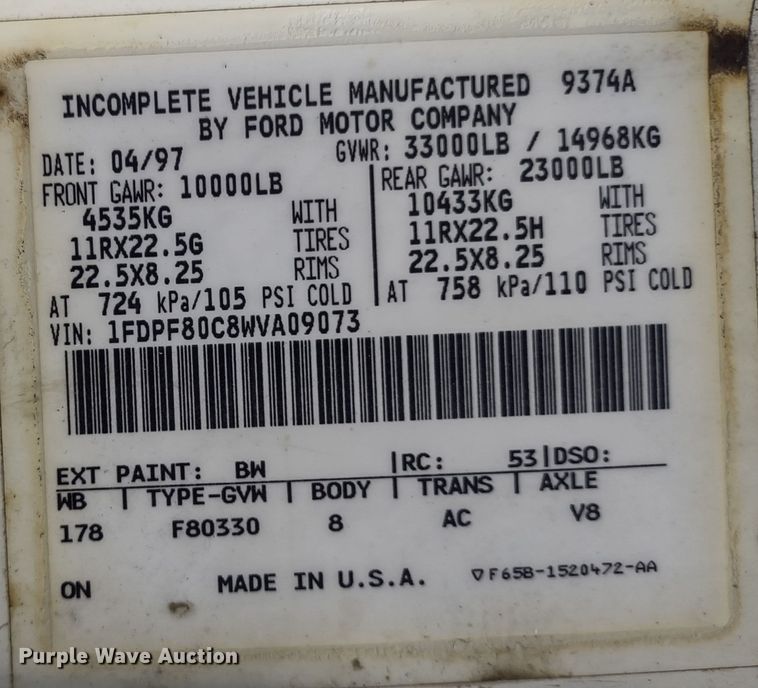 INCOMPLETE VEHICLE MANUFACTURED 9374A
BY FORD MOTOR COMPANY
DATE: 04/97 GVWR: 33000LB / 14968KG
FRONT GAWR: 10000LB REAR GAWR: 23000LB
4535KG WITH 10433KG WITH
11RX22.5G TIRES 11RX22.5H TIRES
22.5X8.25 RIMS 22.5X8.25 RIMS
AT 724 kPa/105 PSI COLD AT 758 kPa/110 PSI COLD
VIN: 1FDPF80C8WVA09073
EXT PAINT: BW |RC: 53|DSO:
WB | TYPE-GVW | BODY | TRANS | AXLE
178 F80330 8 AC V8
ON MADE IN U.S.A. ▽F65B-1520472-AA
Purple Wave Auction